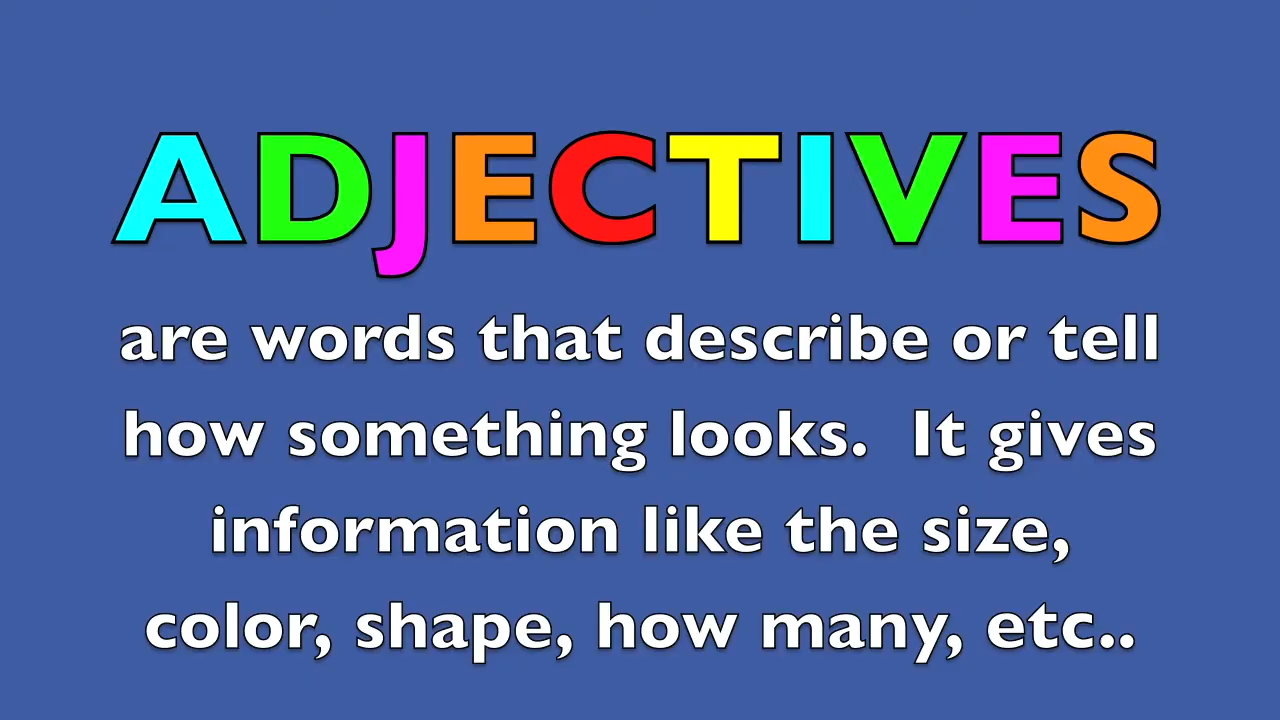 ADJECTIVES
are words that describe or tell
how something looks.  It gives
information like the size,
color, shape, how many, etc..